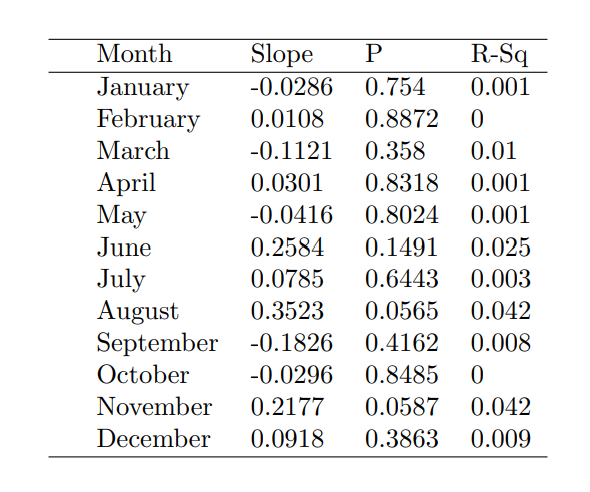 Month Slope P R-Sq
January -0.0286 0.754 0.001
February 0.0108 0.8872 0
March -0.1121 0.358 0.01
April 0.0301 0.8318 0.001
May -0.0416 0.8024 0.001
June 0.2584 0.1491 0.025
July 0.0785 0.6443 0.003
August 0.3523 0.0565 0.042
September -0.1826 0.4162 0.008
October -0.0296 0.8485 0
November 0.2177 0.0587 0.042
December 0.0918 0.3863 0.009